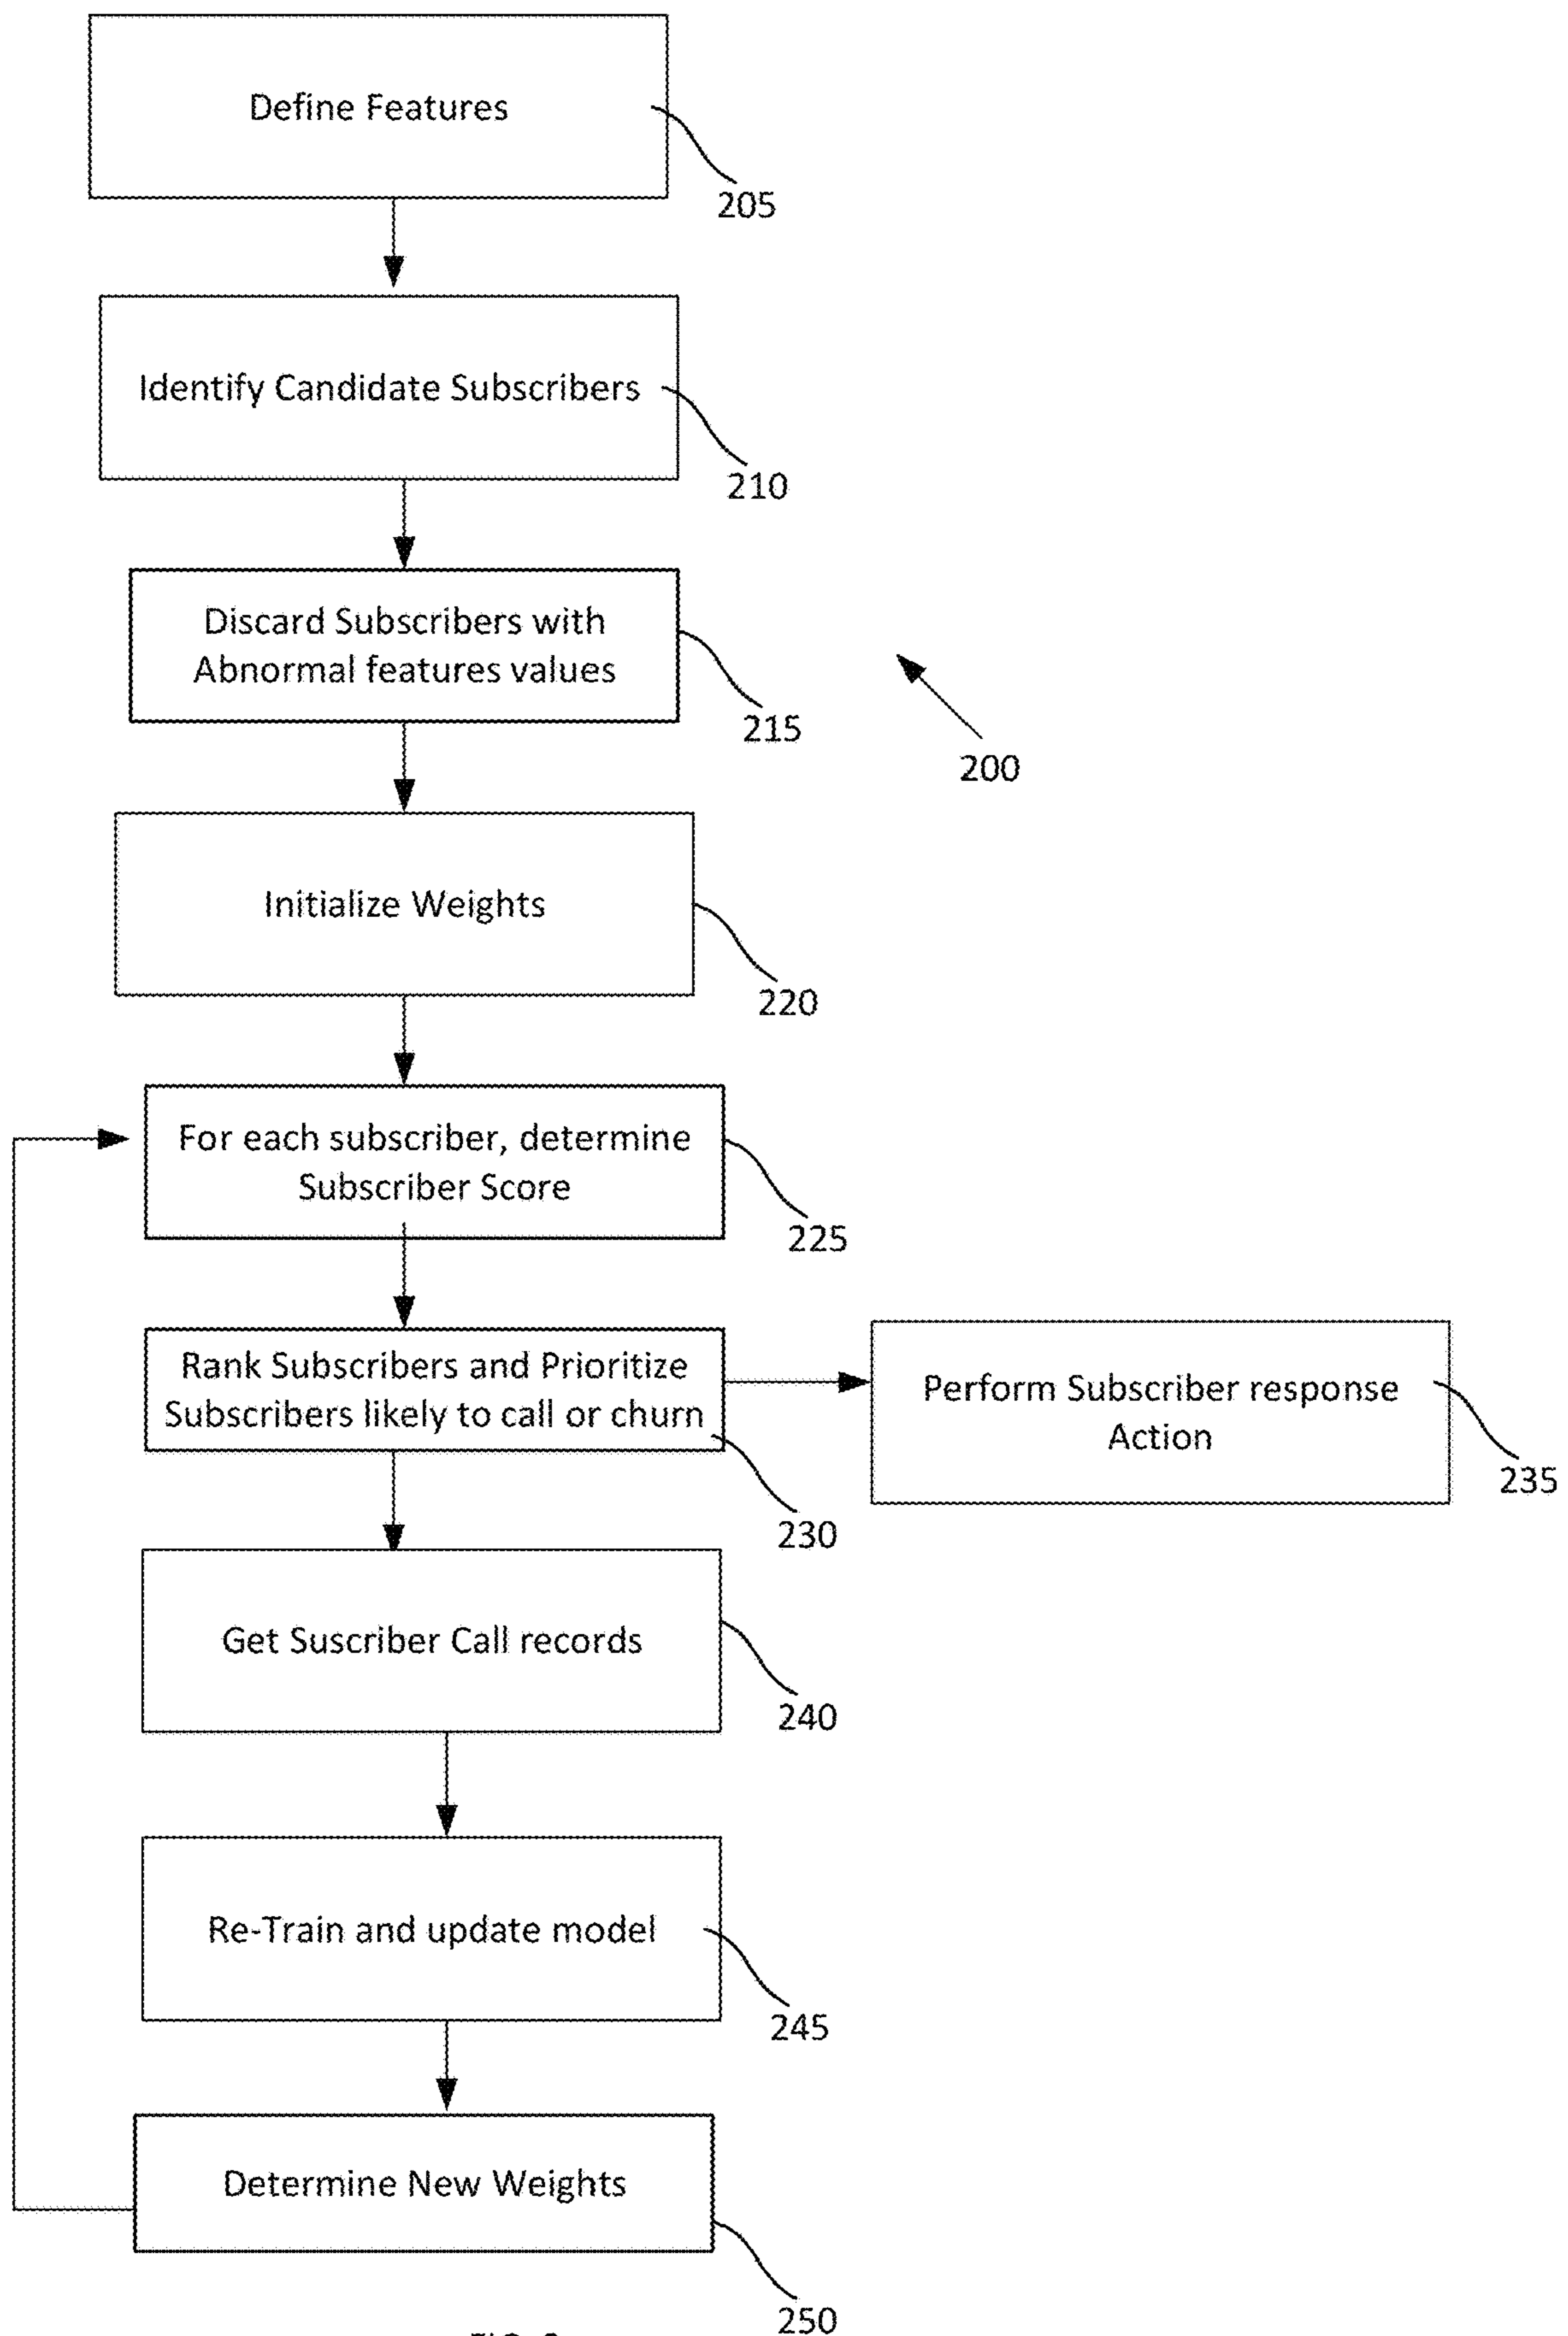 Define Features
205
Identify Candidate Subscribers
210
Discard Subscribers with
Abnormal features values
215
200
Initialize Weights
220
For each subscriber, determine
Subscriber Score
225
Rank Subscribers and Prioritize
Subscribers likely to call or churn
230
Perform Subscriber response
Action
235
Get Suscriber Call records
240
Re-Train and update model
245
Determine New Weights
250